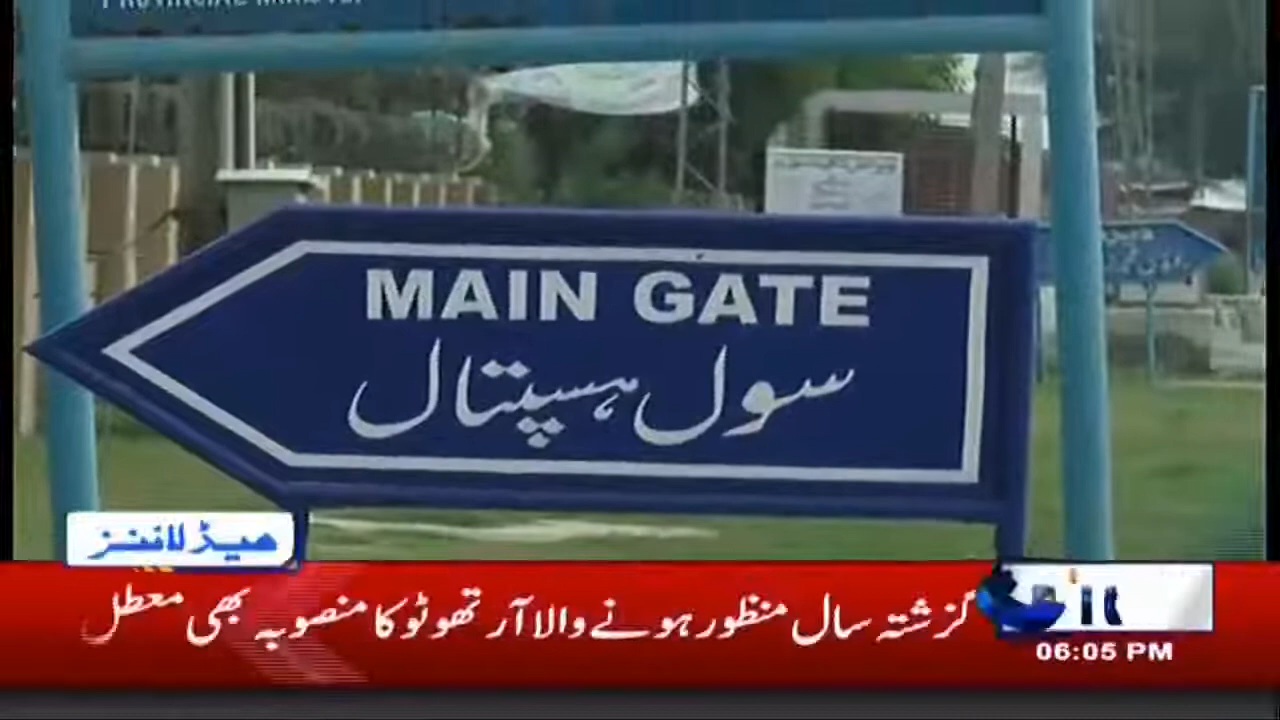 MAIN GATE
سول ہسپتال
ہیڈلائنز
گزشتہ سال منظور ہونے والا آر تھوٹو کا منصوبہ بھی معطل
06:05 PM